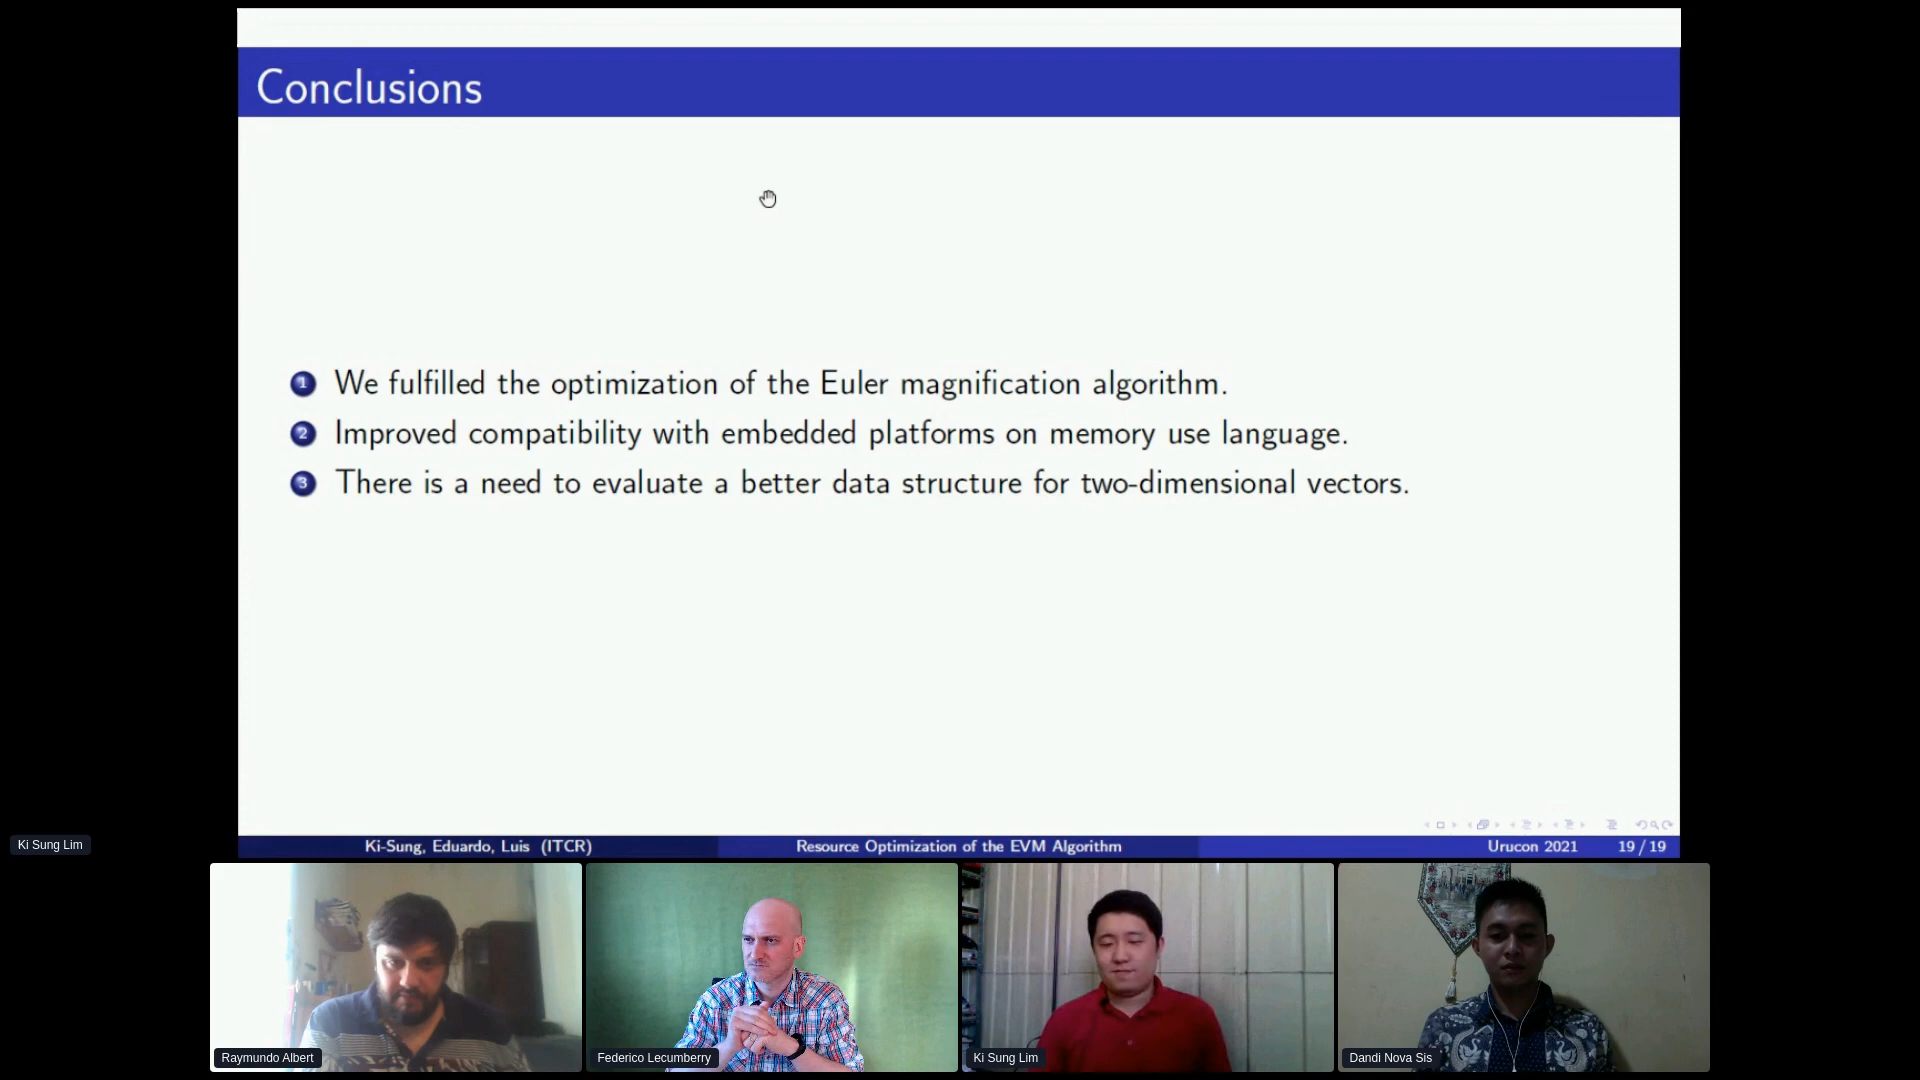 Conclusions
1 We fulfilled the optimization of the Euler magnification algorithm.
2 Improved compatibility with embedded platforms on memory use language.
3 There is a need to evaluate a better data structure for two-dimensional vectors.
Ki-Sung, Eduardo, Luis (ITCR) Resource Optimization of the EVM Algorithm Urucon 2021 19 / 19
Ki Sung Lim
Raymundo Albert Federico Lecumberry Ki Sung Lim Dandi Nova Sis